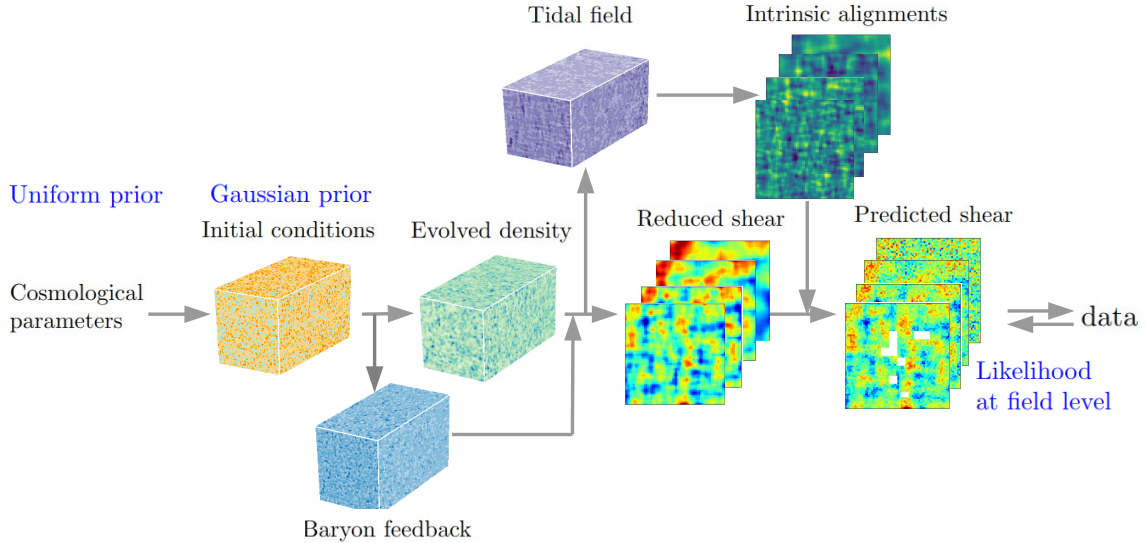 Tidal field
Intrinsic alignments
Uniform prior
Gaussian prior
Initial conditions
Evolved density
Reduced shear
Predicted shear
Cosmological
parameters
data
Likelihood
at field level
Baryon feedback